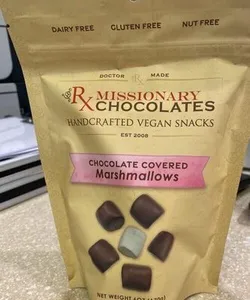 DAIRY FREE GLUTEN FREE NUT FREE
DOCTOR Rx MADE
Rx MISSIONARY
CHOCOLATES
HANDCRAFTED VEGAN SNACKS
EST 2008
CHOCOLATE COVERED
Marshmallows
NET WEIGHT